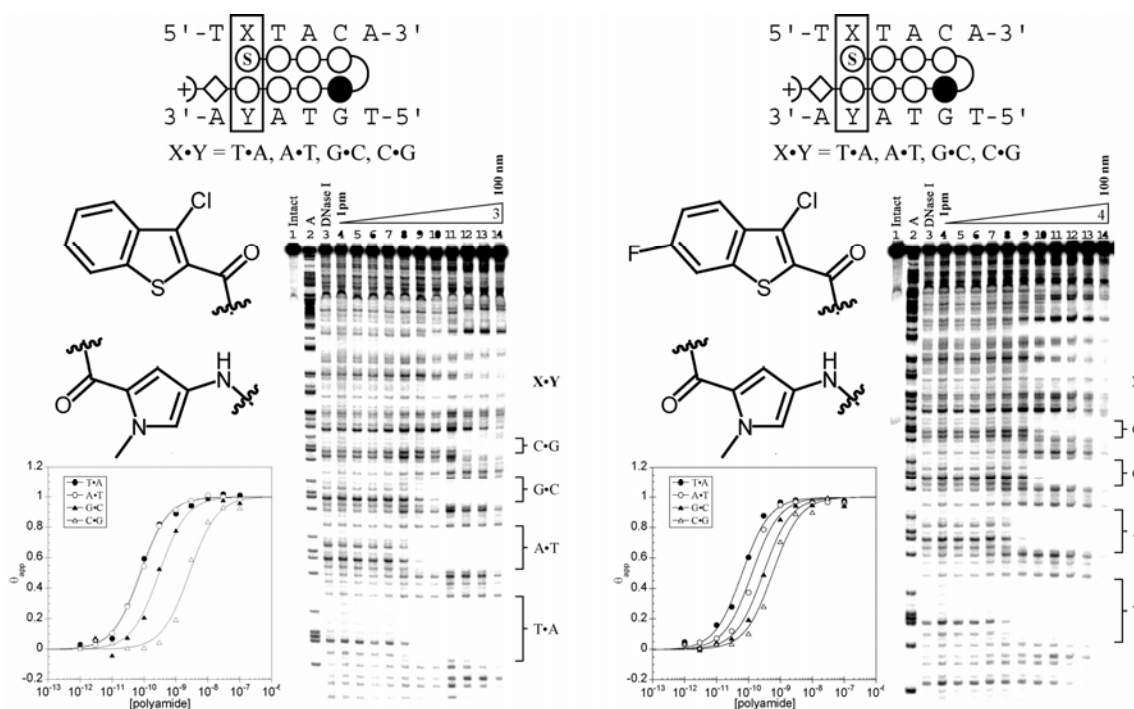 5'-T X T A C A-3'
S
+
3'-A Y A T G T-5'
X•Y = T•A, A•T, G•C, C•G
Cl
O
S
H
N
O
N
Intact
A
DNase I
1pm
100 nm
3
1 2 3 4 5 6 7 8 9 10 11 12 13 14
X•Y
C•G
G•C
A•T
T•A
1.2
1
0.8
0.6
0.4
0.2
0
-0.2
θapp
T•A
A•T
G•C
C•G
10-13 10-12 10-11 10-10 10-9 10-8 10-7 10-6
[polyamide]
5'-T X T A C A-3'
S
+
3'-A Y A T G T-5'
X•Y = T•A, A•T, G•C, C•G
Cl
F
O
S
H
N
O
N
Intact
A
DNase I
1pm
100 nm
4
1 2 3 4 5 6 7 8 9 10 11 12 13 14
1.2
1
0.8
0.6
0.4
0.2
0
-0.2
θapp
T•A
A•T
G•C
C•G
10-13 10-12 10-11 10-10 10-9 10-8 10-7 10-6
[polyamide]